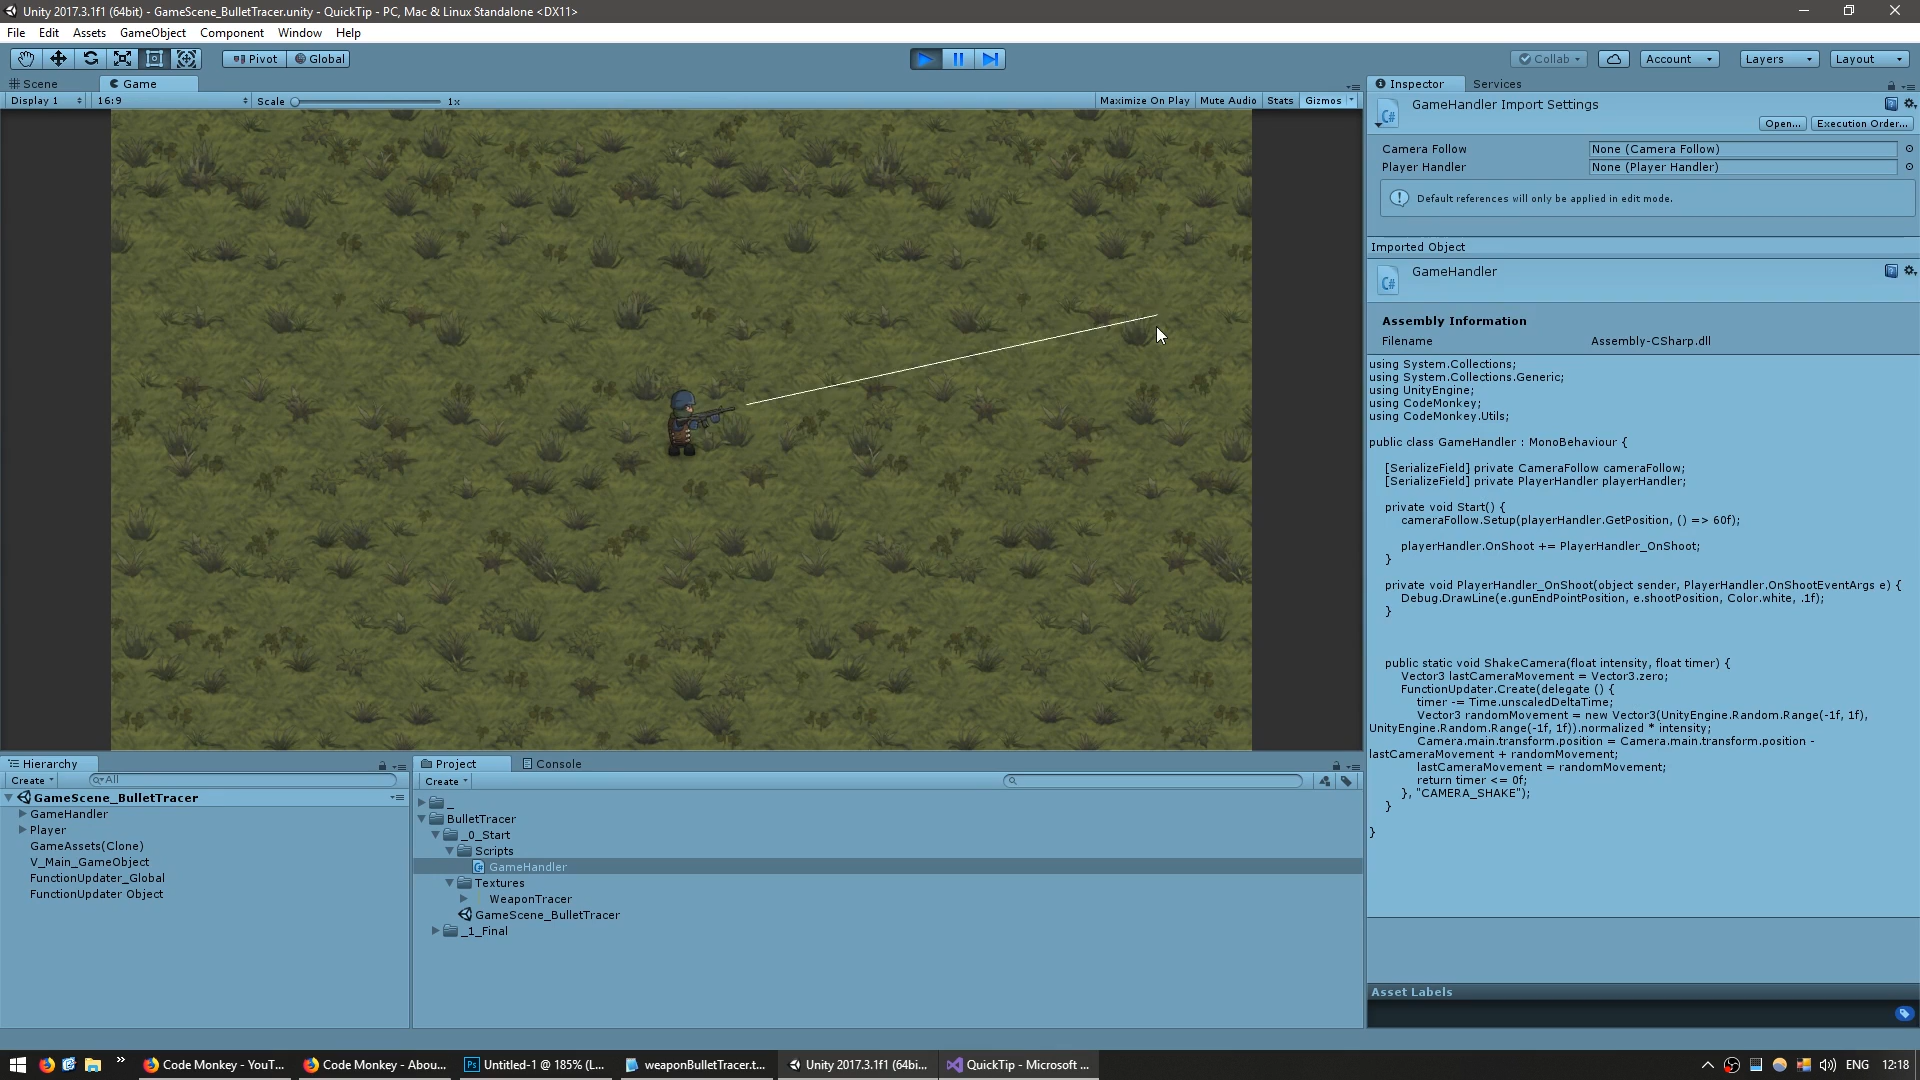 Unity 2017.3.1f1 (64bit) - GameScene_BulletTracer.unity - QuickTip - PC, Mac & Linux Standalone <DX11>
File Edit Assets GameObject Component Window Help
Pivot Global Collab Account Layers Layout
Scene Game Inspector Services
Display 1 16:9 Scale 1x Maximize On Play Mute Audio Stats Gizmos
GameHandler Import Settings
Open... Execution Order...
Camera Follow None (Camera Follow)
Player Handler None (Player Handler)
Default references will only be applied in edit mode.
Imported Object
GameHandler
Assembly Information
Filename Assembly-CSharp.dll
using System.Collections;
using System.Collections.Generic;
using UnityEngine;
using CodeMonkey;
using CodeMonkey.Utils;
public class GameHandler : MonoBehaviour {
[SerializeField] private CameraFollow cameraFollow;
[SerializeField] private PlayerHandler playerHandler;
private void Start() {
cameraFollow.Setup(playerHandler.GetPosition, () => 60f);
playerHandler.OnShoot += PlayerHandler_OnShoot;
}
private void PlayerHandler_OnShoot(object sender, PlayerHandler.OnShootEventArgs e) {
Debug.DrawLine(e.gunEndPointPosition, e.shootPosition, Color.white, .1f);
}
public static void ShakeCamera(float intensity, float timer) {
Vector3 lastCameraMovement = Vector3.zero;
FunctionUpdater.Create(delegate () {
timer -= Time.unscaledDeltaTime;
Vector3 randomMovement = new Vector3(UnityEngine.Random.Range(-1f, 1f),
UnityEngine.Random.Range(-1f, 1f)).normalized * intensity;
Camera.main.transform.position = Camera.main.transform.position -
lastCameraMovement + randomMovement;
lastCameraMovement = randomMovement;
return timer <= 0f;
}, "CAMERA_SHAKE");
}
}
Asset Labels
Hierarchy
Create All
GameScene_BulletTracer
GameHandler
Player
GameAssets(Clone)
V_Main_GameObject
FunctionUpdater_Global
FunctionUpdater Object
Project Console
Create
_
BulletTracer
_0_Start
Scripts
C# GameHandler
Textures
WeaponTracer
GameScene_BulletTracer
_1_Final
Code Monkey - YouT... Code Monkey - Abou... Ps Untitled-1 @ 185% (L... weaponBulletTracer.t... Unity 2017.3.1f1 (64bi... QuickTip - Microsoft ... ENG 12:18